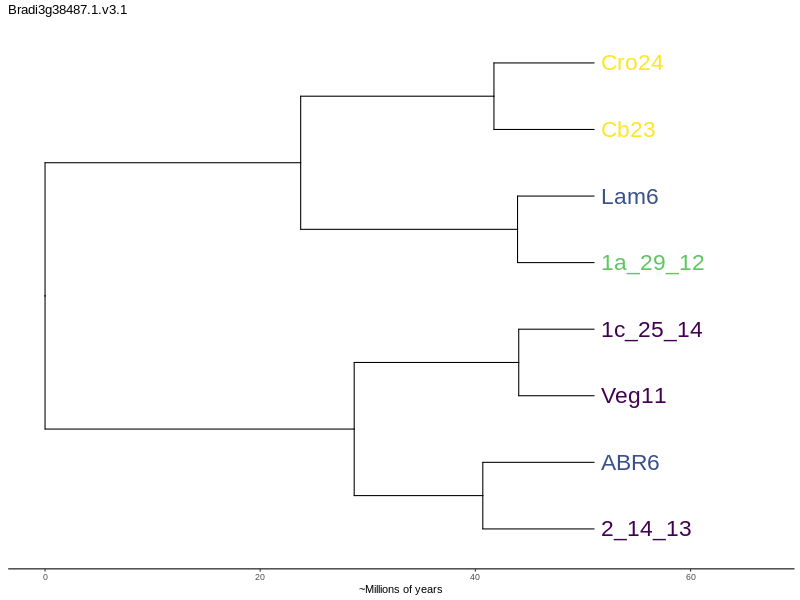 Bradi3g38487.1.v3.1
Cro24
Cb23
Lam6
1a_29_12
1c_25_14
Veg11
ABR6
2_14_13
0 20 40 60
~Millions of years